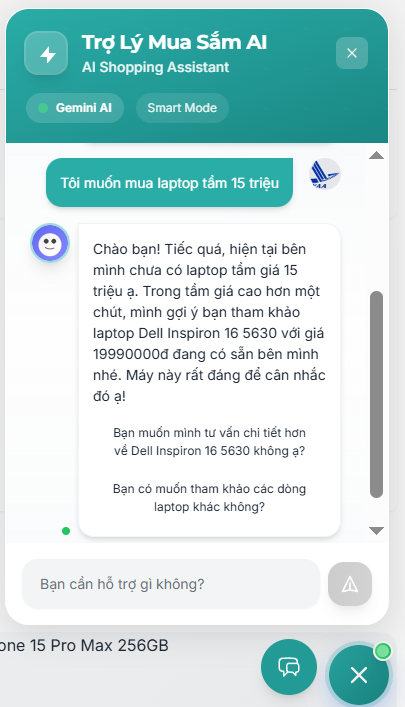 Trợ Lý Mua Sắm AI
AI Shopping Assistant
Gemini AI
Smart Mode
Tôi muốn mua laptop tầm 15 triệu
Chào bạn! Tiếc quá, hiện tại bên
mình chưa có laptop tầm giá 15
triệu ạ. Trong tầm giá cao hơn một
chút, mình gợi ý bạn tham khảo
laptop Dell Inspiron 16 5630 với giá
19990000đ đang có sẵn bên mình
nhé. Máy này rất đáng để cân nhắc
đó ạ!
Bạn muốn mình tư vấn chi tiết hơn
về Dell Inspiron 16 5630 không ạ?
Bạn có muốn tham khảo các dòng
laptop khác không?
Bạn cần hỗ trợ gì không?
one 15 Pro Max 256GB